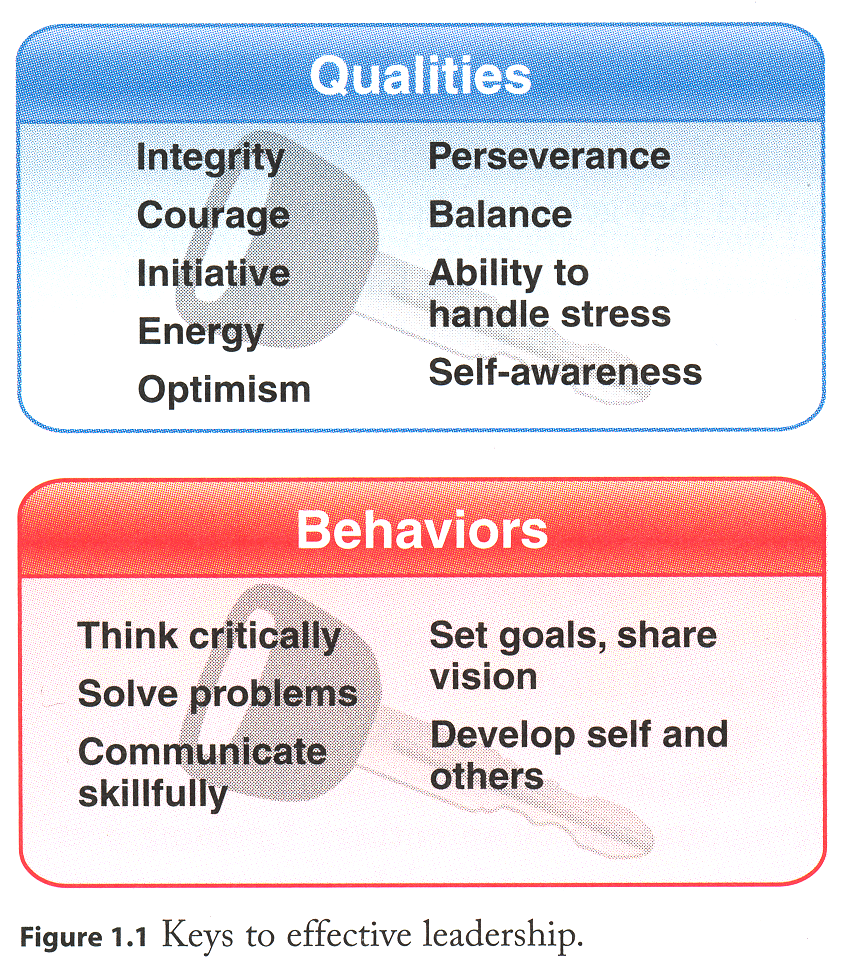 Qualities
Integrity
Courage
Initiative
Energy
Optimism
Perseverance
Balance
Ability to
handle stress
Self-awareness
Behaviors
Think critically
Solve problems
Communicate
skillfully
Set goals, share
vision
Develop self and
others
Figure 1.1 Keys to effective leadership.